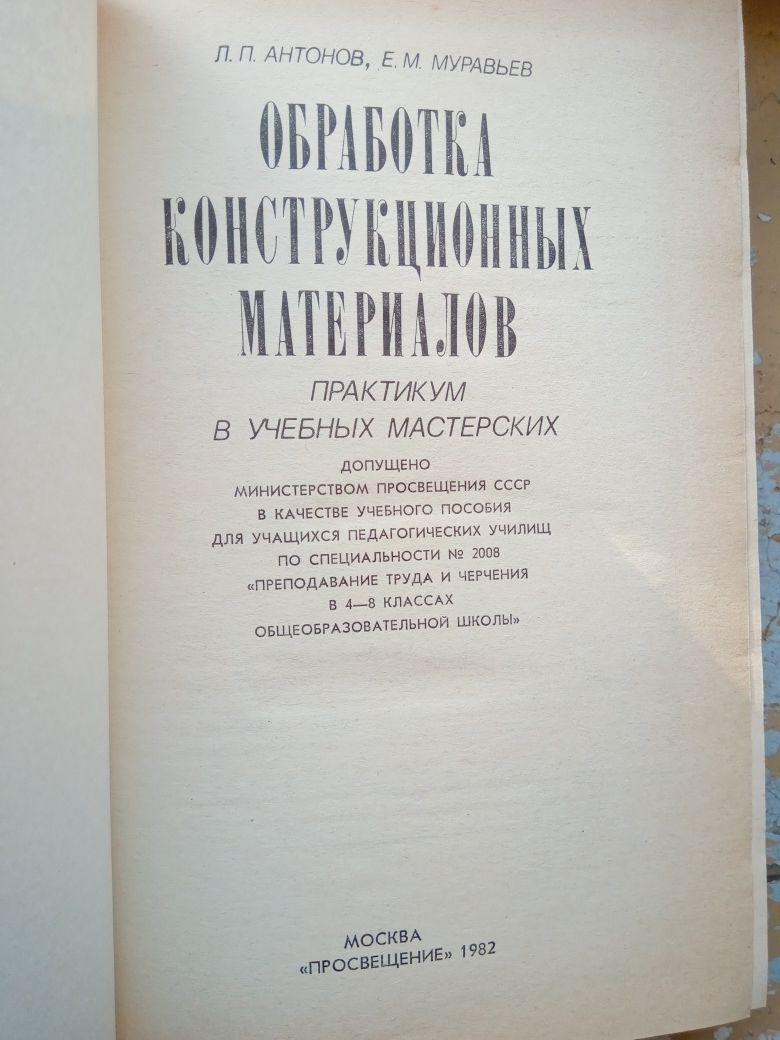 Л. П. АНТОНОВ, Е. М. МУРАВЬЕВ
ОБРАБОТКА
КОНСТРУКЦИОННЫХ
МАТЕРИАЛОВ
ПРАКТИКУМ
В УЧЕБНЫХ МАСТЕРСКИХ
ДОПУЩЕНО
МИНИСТЕРСТВОМ ПРОСВЕЩЕНИЯ СССР
В КАЧЕСТВЕ УЧЕБНОГО ПОСОБИЯ
ДЛЯ УЧАЩИХСЯ ПЕДАГОГИЧЕСКИХ УЧИЛИЩ
ПО СПЕЦИАЛЬНОСТИ № 2008
«ПРЕПОДАВАНИЕ ТРУДА И ЧЕРЧЕНИЯ
В 4—8 КЛАССАХ
ОБЩЕОБРАЗОВАТЕЛЬНОЙ ШКОЛЫ»
МОСКВА
«ПРОСВЕЩЕНИЕ» 1982